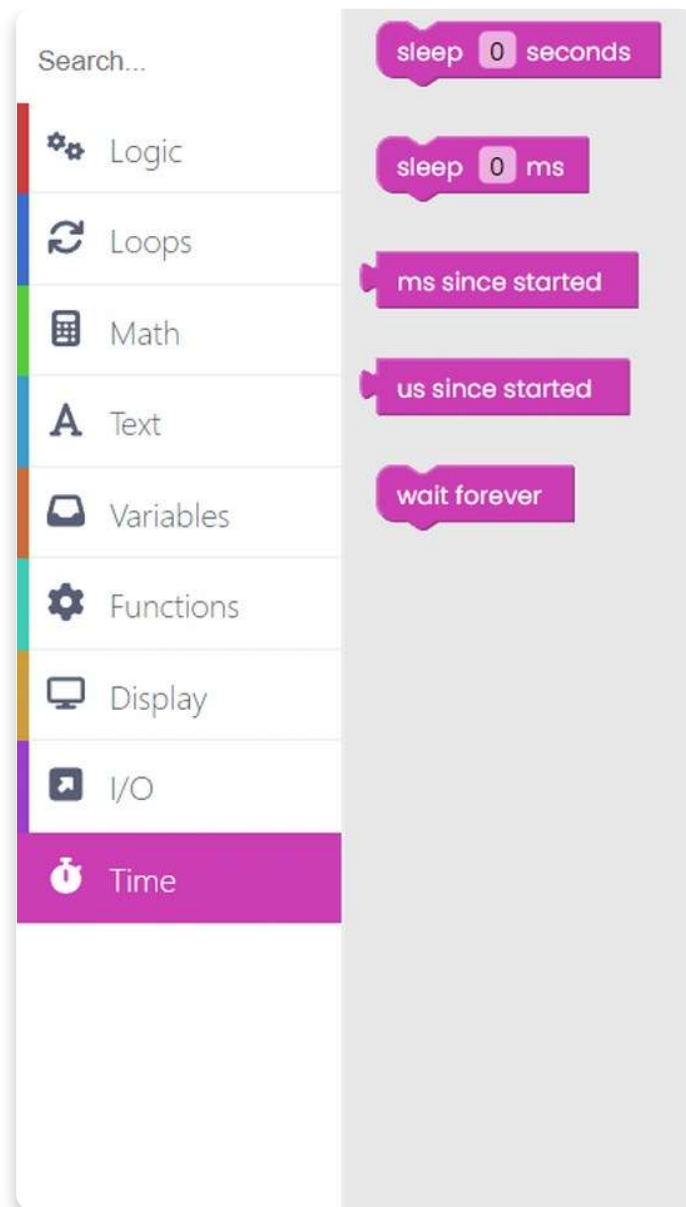 Search...
Logic
Loops
Math
Text
Variables
Functions
Display
I/O
Time
sleep 0 seconds
sleep 0 ms
ms since started
us since started
wait forever